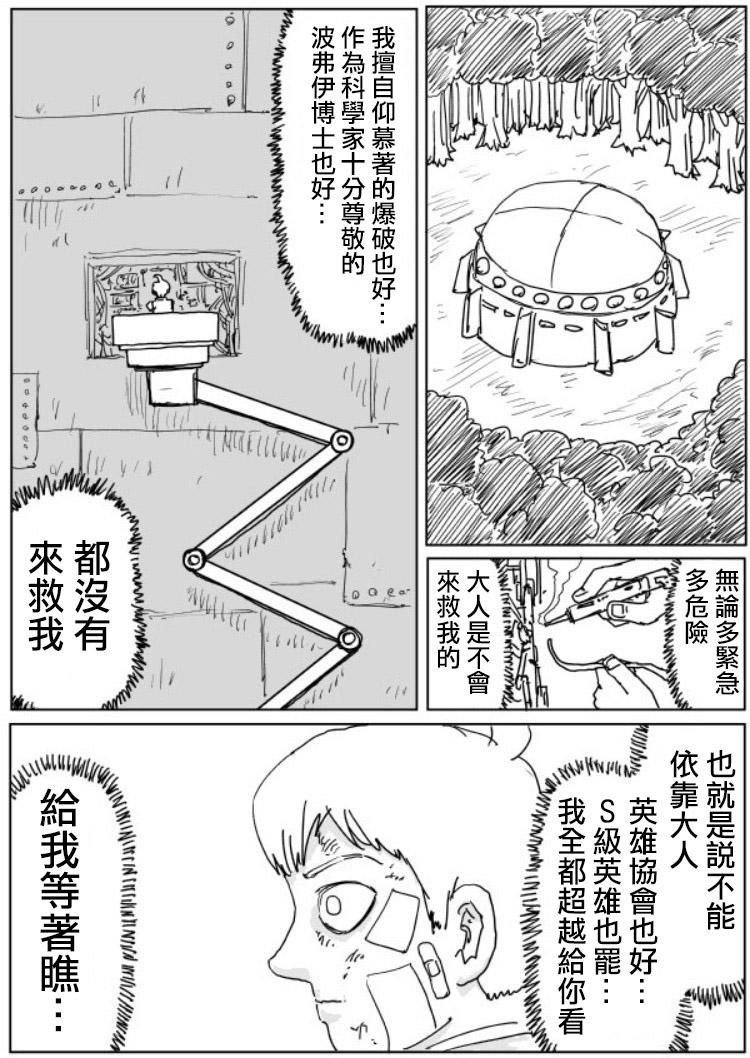 無論多緊急
多危險
大人是不會
來救我的
我擅自仰慕著的爆破也好…
作為科學家十分尊敬的
波弗伊博士也好…
都沒有
來救我
也就是説不能
依靠大人
英雄協會也好…
S級英雄也罷…
我全都超越給你看
給我等著瞧…